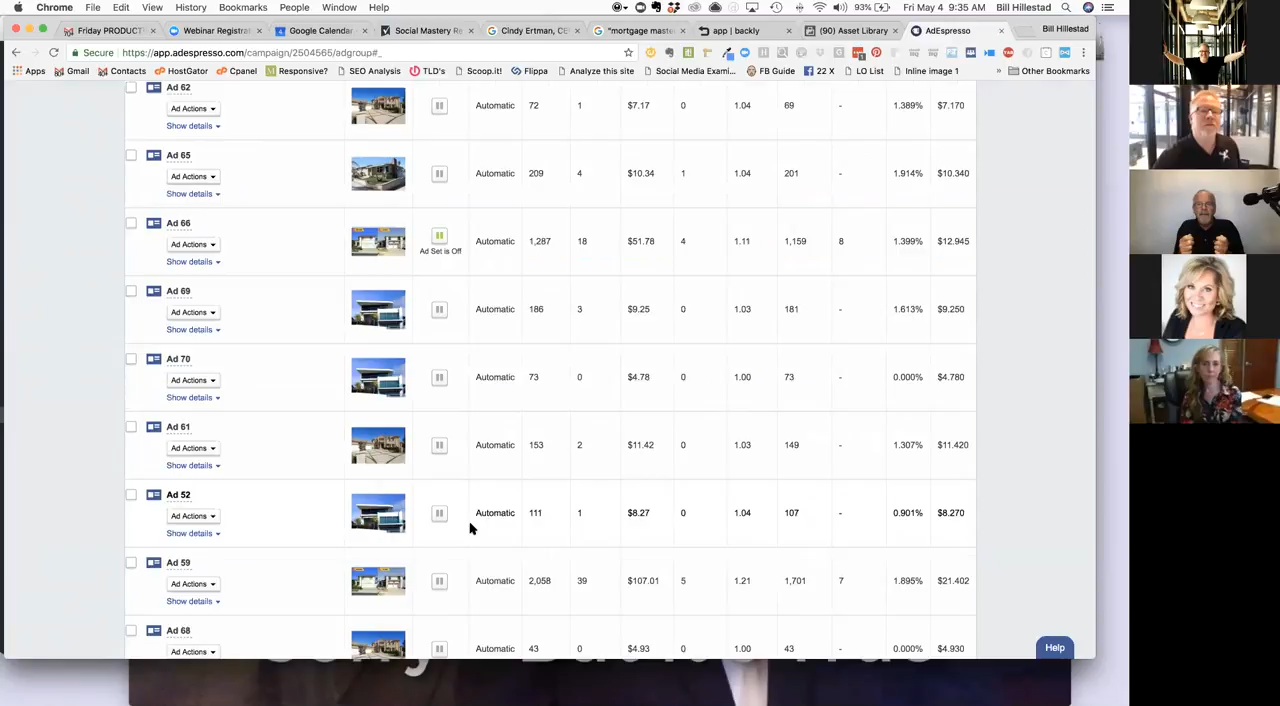 Chrome File Edit View History Bookmarks People Window Help 93% Fri May 4 9:35 AM Bill Hillestad
Friday PRODUCT Webinar Registrat Google Calendar Social Mastery Re Cindy Ertman, CE "mortgage maste app | backly (90) Asset Library AdEspresso Bill Hillestad
Secure https://app.adespresso.com/campaign/2504565/adgroup#_
Apps Gmail Contacts HostGator Cpanel Responsive? SEO Analysis TLD's Scoop.it! Flippa Analyze this site Social Media Exami... FB Guide 22 X LO List Inline image 1 » Other Bookmarks
Ad 62
Ad Actions
Show details
Automatic 72 1 $7.17 0 1.04 69 - 1.389% $7.170
Ad 65
Ad Actions
Show details
Automatic 209 4 $10.34 1 1.04 201 - 1.914% $10.340
Ad 66
Ad Actions
Show details
Ad Set is Off
Automatic 1,287 18 $51.78 4 1.11 1,159 8 1.399% $12.945
Ad 69
Ad Actions
Show details
Automatic 186 3 $9.25 0 1.03 181 - 1.613% $9.250
Ad 70
Ad Actions
Show details
Automatic 73 0 $4.78 0 1.00 73 - 0.000% $4.780
Ad 61
Ad Actions
Show details
Automatic 153 2 $11.42 0 1.03 149 - 1.307% $11.420
Ad 52
Ad Actions
Show details
Automatic 111 1 $8.27 0 1.04 107 - 0.901% $8.270
Ad 59
Ad Actions
Show details
Automatic 2,058 39 $107.01 5 1.21 1,701 7 1.895% $21.402
Ad 68
Ad Actions
Automatic 43 0 $4.93 0 1.00 43 - 0.000% $4.930
Help